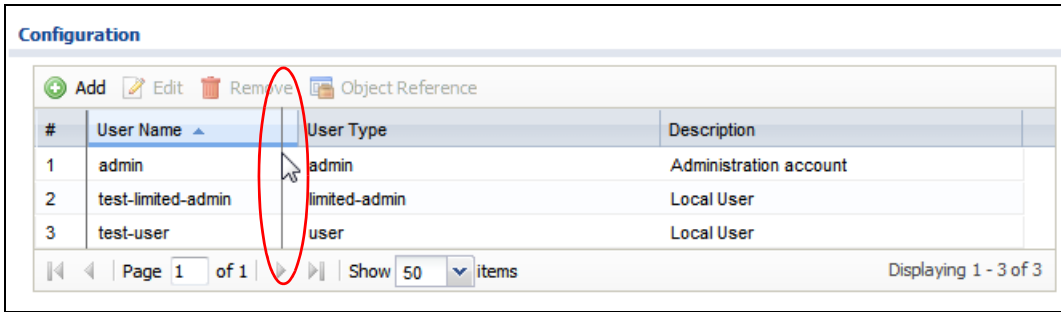 Configuration
Add Edit Remove Object Reference
# User Name User Type Description
1 admin admin Administration account
2 test-limited-admin limited-admin Local User
3 test-user user Local User
Page 1 of 1 Show 50 items Displaying 1 - 3 of 3